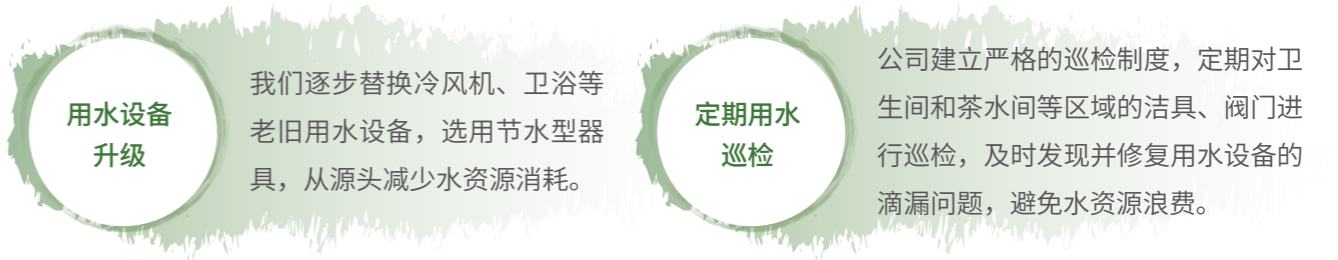 用水设备
升级
我们逐步替换冷风机、卫浴等
老旧用水设备，选用节水型器
具，从源头减少水资源消耗。
定期用水
巡检
公司建立严格的巡检制度，定期对卫
生间和茶水间等区域的洁具、阀门进
行巡检，及时发现并修复用水设备的
滴漏问题，避免水资源浪费。